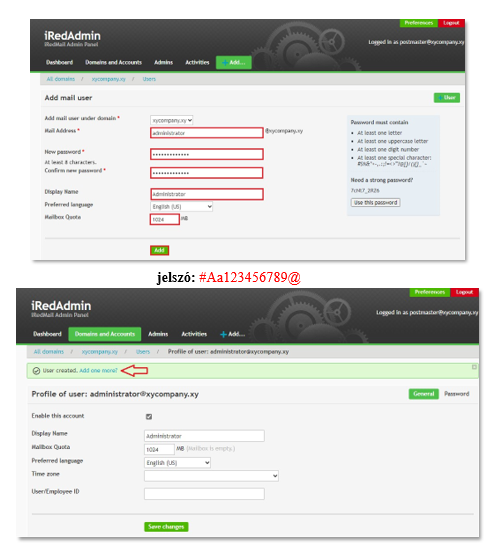 Preferences Logout
iRedAdmin
iRedMail Admin Panel
Logged in as postmaster@xycompany.xy
Dashboard Domains and Accounts Admins Activities + Add...
All domains / xycompany.xy / Users
Add mail user + User
Add mail user under domain * xycompany.xy
Mail Address * administrator @xycompany.xy
New password * •••••••••••••
At least 8 characters.
Confirm new password * •••••••••••••
Display Name Administrator
Preferred language English (US)
Mailbox Quota 1024 MB
Add
Password must contain
• At least one letter
• At least one uppercase letter
• At least one digit number
• At least one special character:
Need a strong password?
Use this password
jelszó: #Aa123456789@
Preferences Logout
iRedAdmin
iRedMail Admin Panel
Logged in as postmaster@xycompany.xy
Dashboard Domains and Accounts Admins Activities + Add...
All domains / xycompany.xy / Users / Profile of user: administrator@xycompany.xy
User created. Add one more?
Profile of user: administrator@xycompany.xy General Password
Enable this account
Display Name Administrator
Mailbox Quota 1024 MB (Mailbox is empty.)
Preferred language English (US)
Time zone
User/Employee ID
Save changes